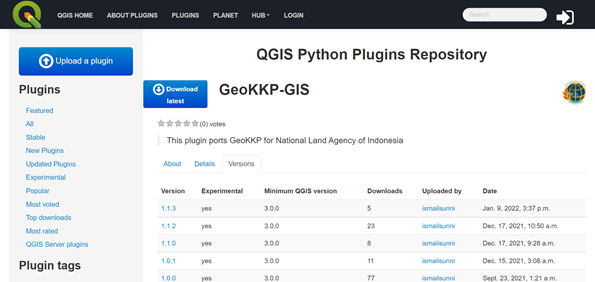 QGIS HOME ABOUT PLUGINS PLUGINS PLANET HUB LOGIN Search
Upload a plugin
Plugins
Featured
All
Stable
New Plugins
Updated Plugins
Experimental
Popular
Most voted
Top downloads
Most rated
QGIS Server plugins
Plugin tags
QGIS Python Plugins Repository
Download
latest
GeoKKP-GIS
(0) votes
This plugin ports GeoKKP for National Land Agency of Indonesia
About Details Versions
Version Experimental Minimum QGIS version Downloads Uploaded by Date
1.1.3 yes 3.0.0 5 ismailsunni Jan. 9, 2022, 3:37 p.m.
1.1.2 yes 3.0.0 23 ismailsunni Dec. 17, 2021, 10:50 a.m.
1.1.0 yes 3.0.0 8 ismailsunni Dec. 17, 2021, 9:28 a.m.
1.0.1 yes 3.0.0 11 ismailsunni Dec. 15, 2021, 3:08 a.m.
1.0.0 yes 3.0.0 77 ismailsunni Sept. 23, 2021, 1:21 a.m.